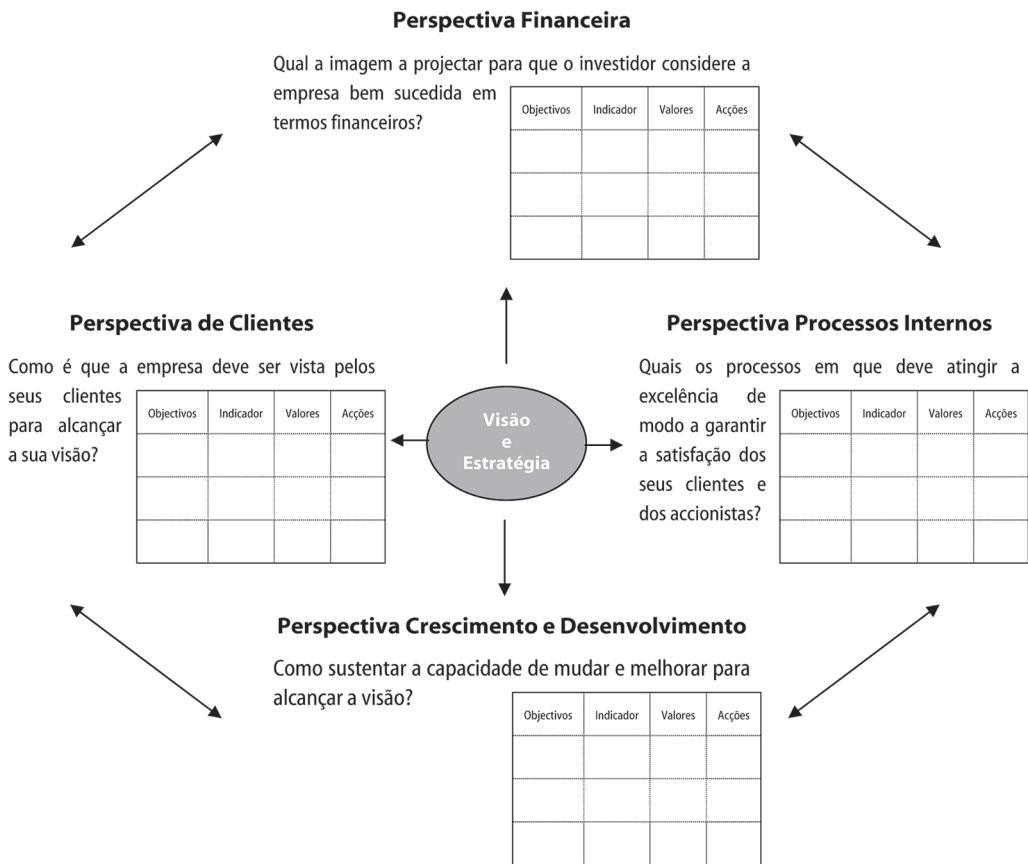 Perspectiva Financeira
Qual a imagem a projectar para que o investidor considere a
empresa bem sucedida em
termos financeiros?
Objectivos Indicador Valores Acções
Perspectiva de Clientes
Como é que a empresa deve ser vista pelos
seus clientes
para alcançar
a sua visão?
Objectivos Indicador Valores Acções
Visão
e
Estratégia
Perspectiva Processos Internos
Quais os processos em que deve atingir a
excelência de
modo a garantir
a satisfação dos
seus clientes e
dos accionistas?
Objectivos Indicador Valores Acções
Perspectiva Crescimento e Desenvolvimento
Como sustentar a capacidade de mudar e melhorar para
alcançar a visão?
Objectivos Indicador Valores Acções